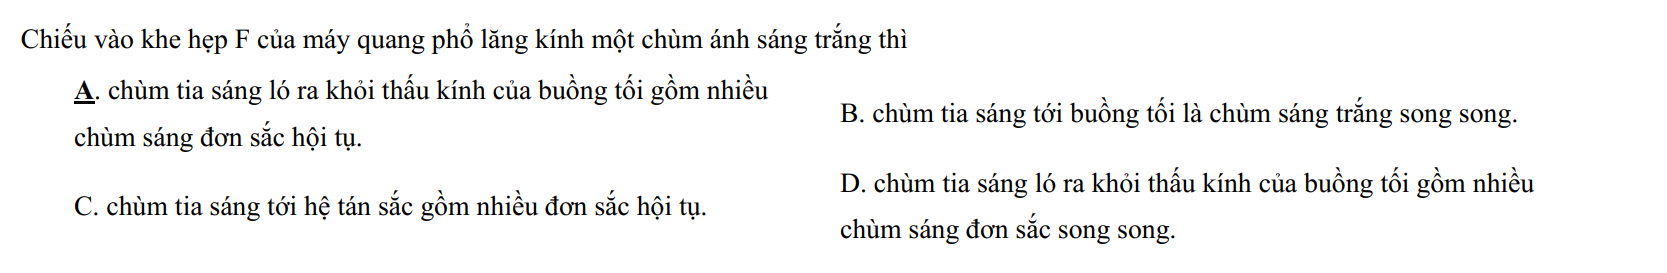 Chiếu vào khe hẹp F của máy quang phổ lăng kính một chùm ánh sáng trắng thì
A. chùm tia sáng ló ra khỏi thấu kính của buồng tối gồm nhiều
chùm sáng đơn sắc hội tụ.
B. chùm tia sáng tới buồng tối là chùm sáng trắng song song.
C. chùm tia sáng tới hệ tán sắc gồm nhiều đơn sắc hội tụ.
D. chùm tia sáng ló ra khỏi thấu kính của buồng tối gồm nhiều
chùm sáng đơn sắc song song.